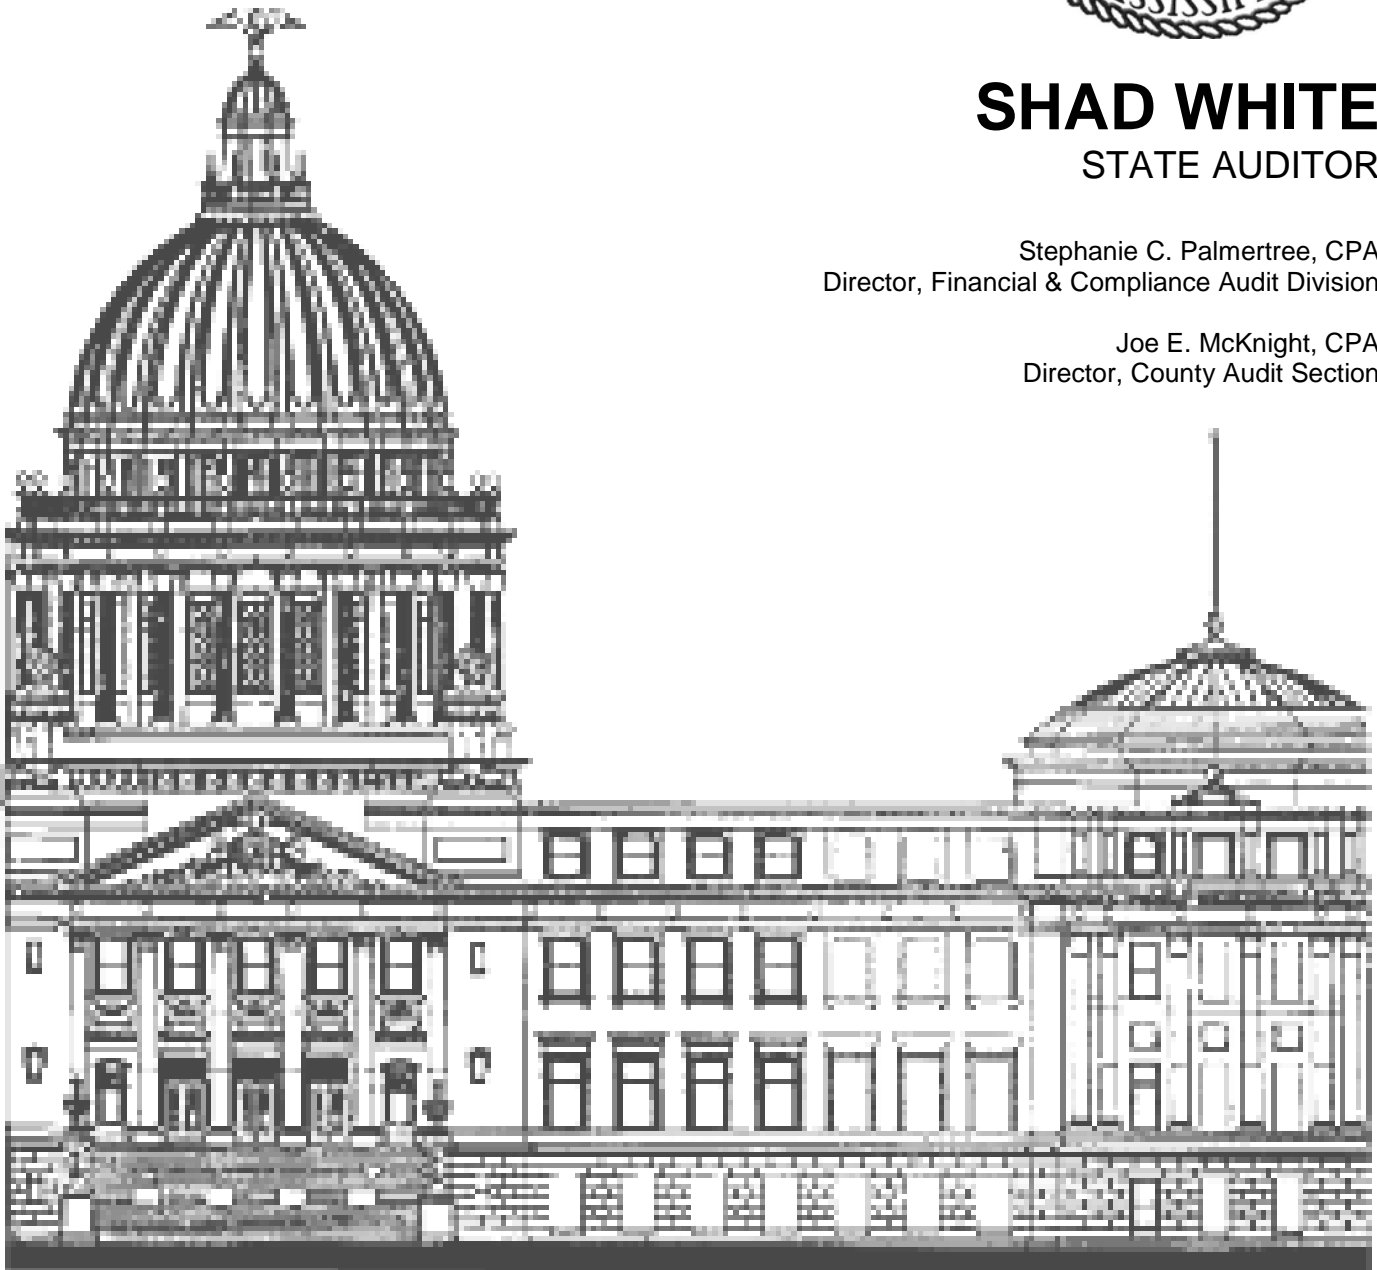 SHAD WHITE
STATE AUDITOR
Stephanie C. Palmertree, CPA
Director, Financial & Compliance Audit Division
Joe E. McKnight, CPA
Director, County Audit Section